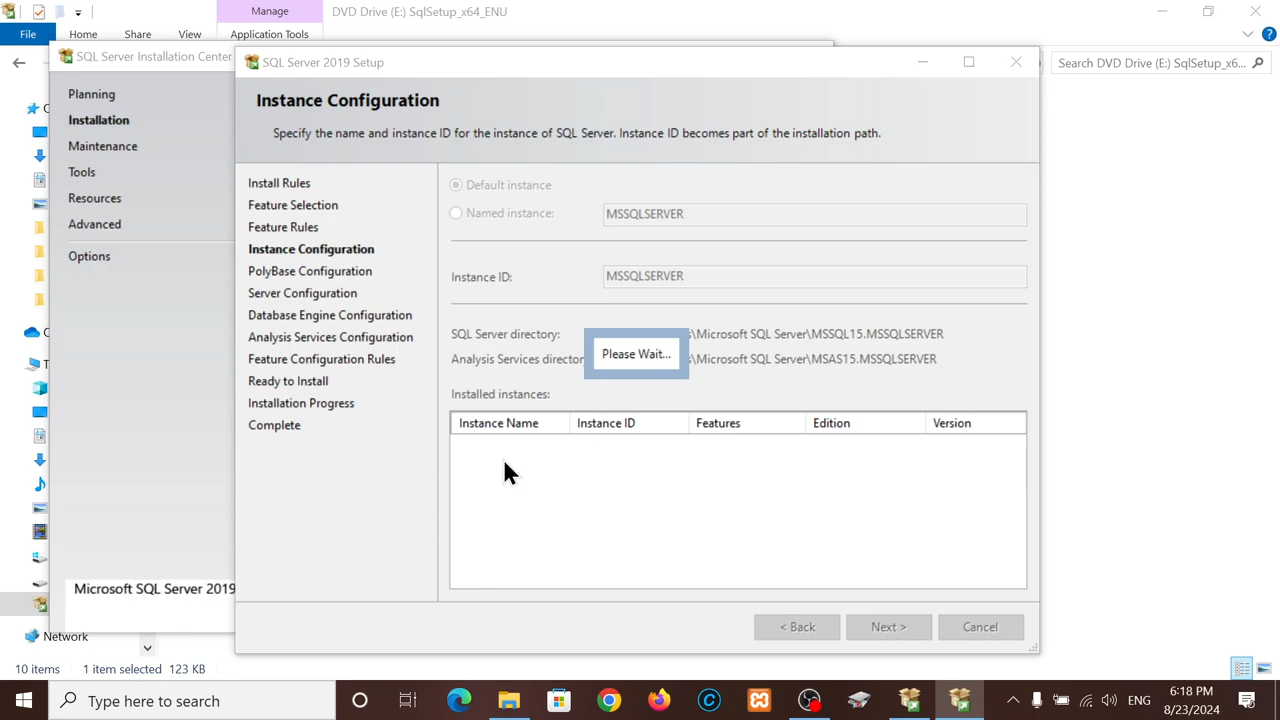 Manage
DVD Drive (E:) SqlSetup_x64_ENU
File
Home
Share
View
Application Tools
SQL Server Installation Center
SQL Server 2019 Setup
Search DVD Drive (E:) SqlSetup_x6...
Planning
Installation
Maintenance
Tools
Resources
Advanced
Options
Microsoft SQL Server 2019
Instance Configuration
Specify the name and instance ID for the instance of SQL Server. Instance ID becomes part of the installation path.
Install Rules
Feature Selection
Feature Rules
Instance Configuration
PolyBase Configuration
Server Configuration
Database Engine Configuration
Analysis Services Configuration
Feature Configuration Rules
Ready to Install
Installation Progress
Complete
Default instance
Named instance:
MSSQLSERVER
Instance ID:
MSSQLSERVER
SQL Server directory:
\Microsoft SQL Server\MSSQL15.MSSQLSERVER
Please Wait...
Analysis Services
\Microsoft SQL Server\MSAS15.MSSQLSERVER
Installed instances:
Instance Name
Instance ID
Features
Edition
Version
< Back
Next >
Cancel
Network
10 items
1 item selected
123 KB
Type here to search
ENG
6:18 PM
8/23/2024